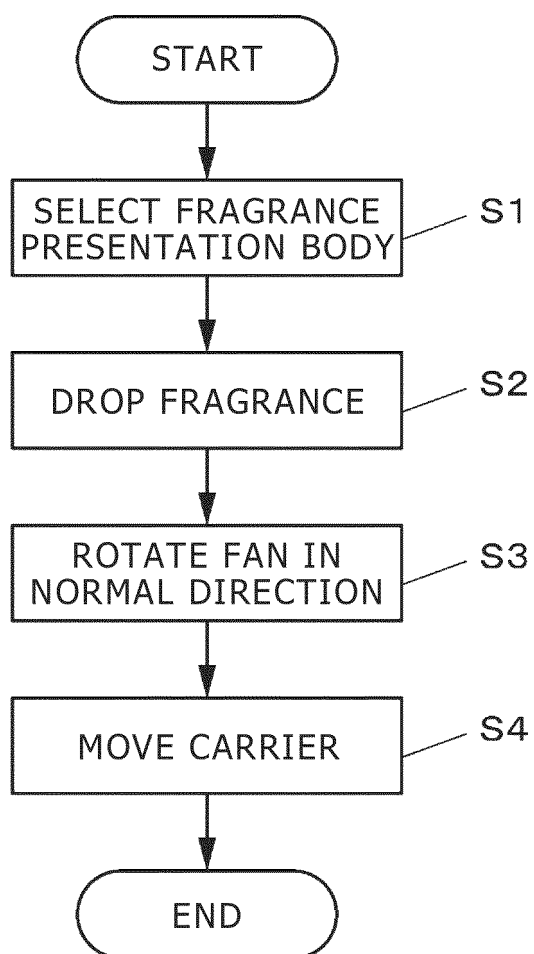 START
SELECT FRAGRANCE
PRESENTATION BODY
S1
DROP FRAGRANCE
S2
ROTATE FAN IN
NORMAL DIRECTION
S3
MOVE CARRIER
S4
END